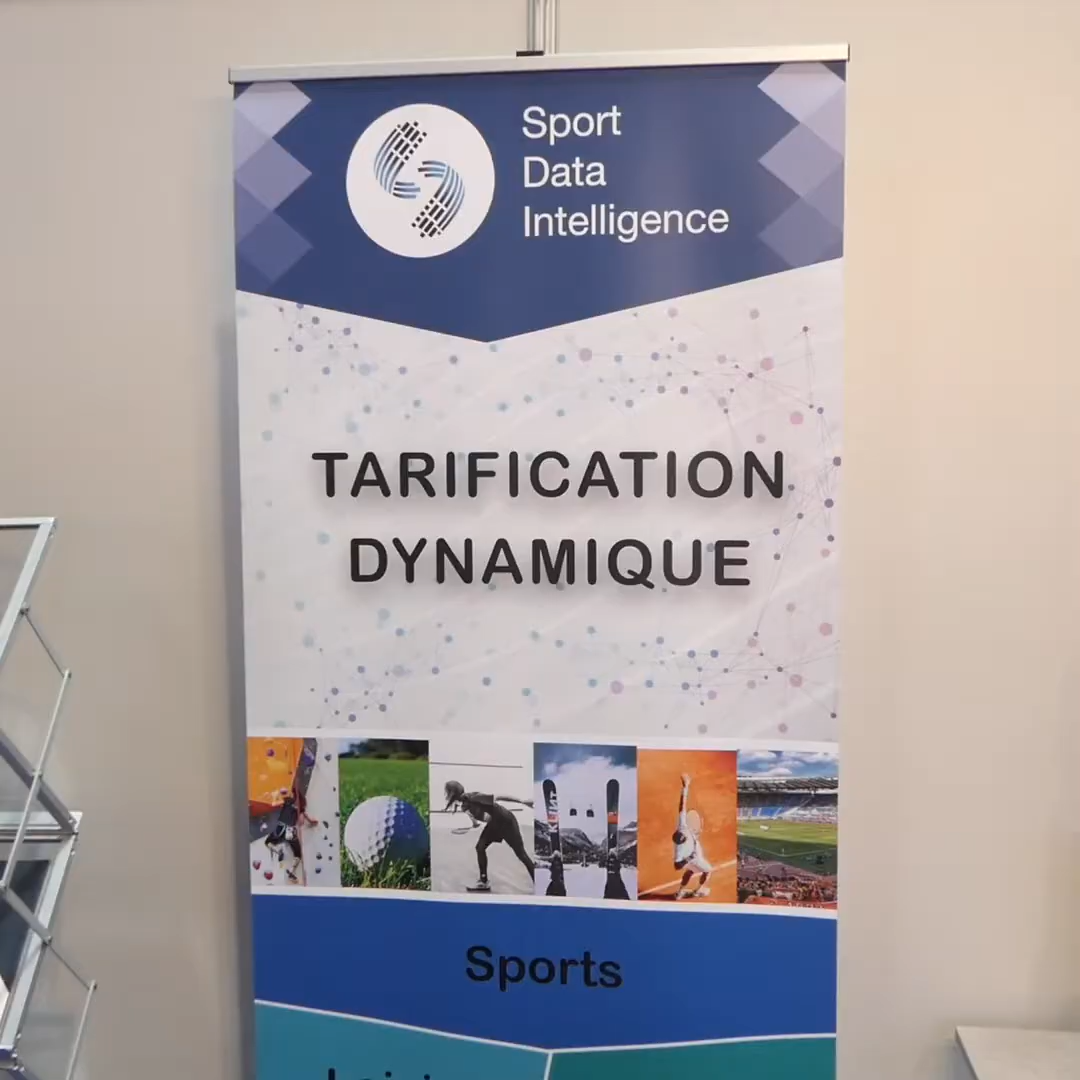 Sport
Data
Intelligence
TARIFICATION
DYNAMIQUE
Sports